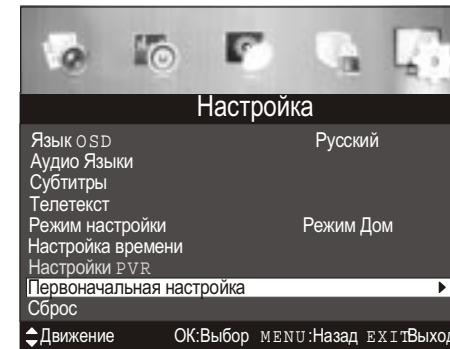 Настройка
Язык OSD Русский
Аудио Языки
Субтитры
Телетекст
Режим настройки Режим Дом
Настройка времени
Настройки PVR
Первоначальная настройка
Сброс
Движение OK:Выбор MENU:Назад EXIT:Выход